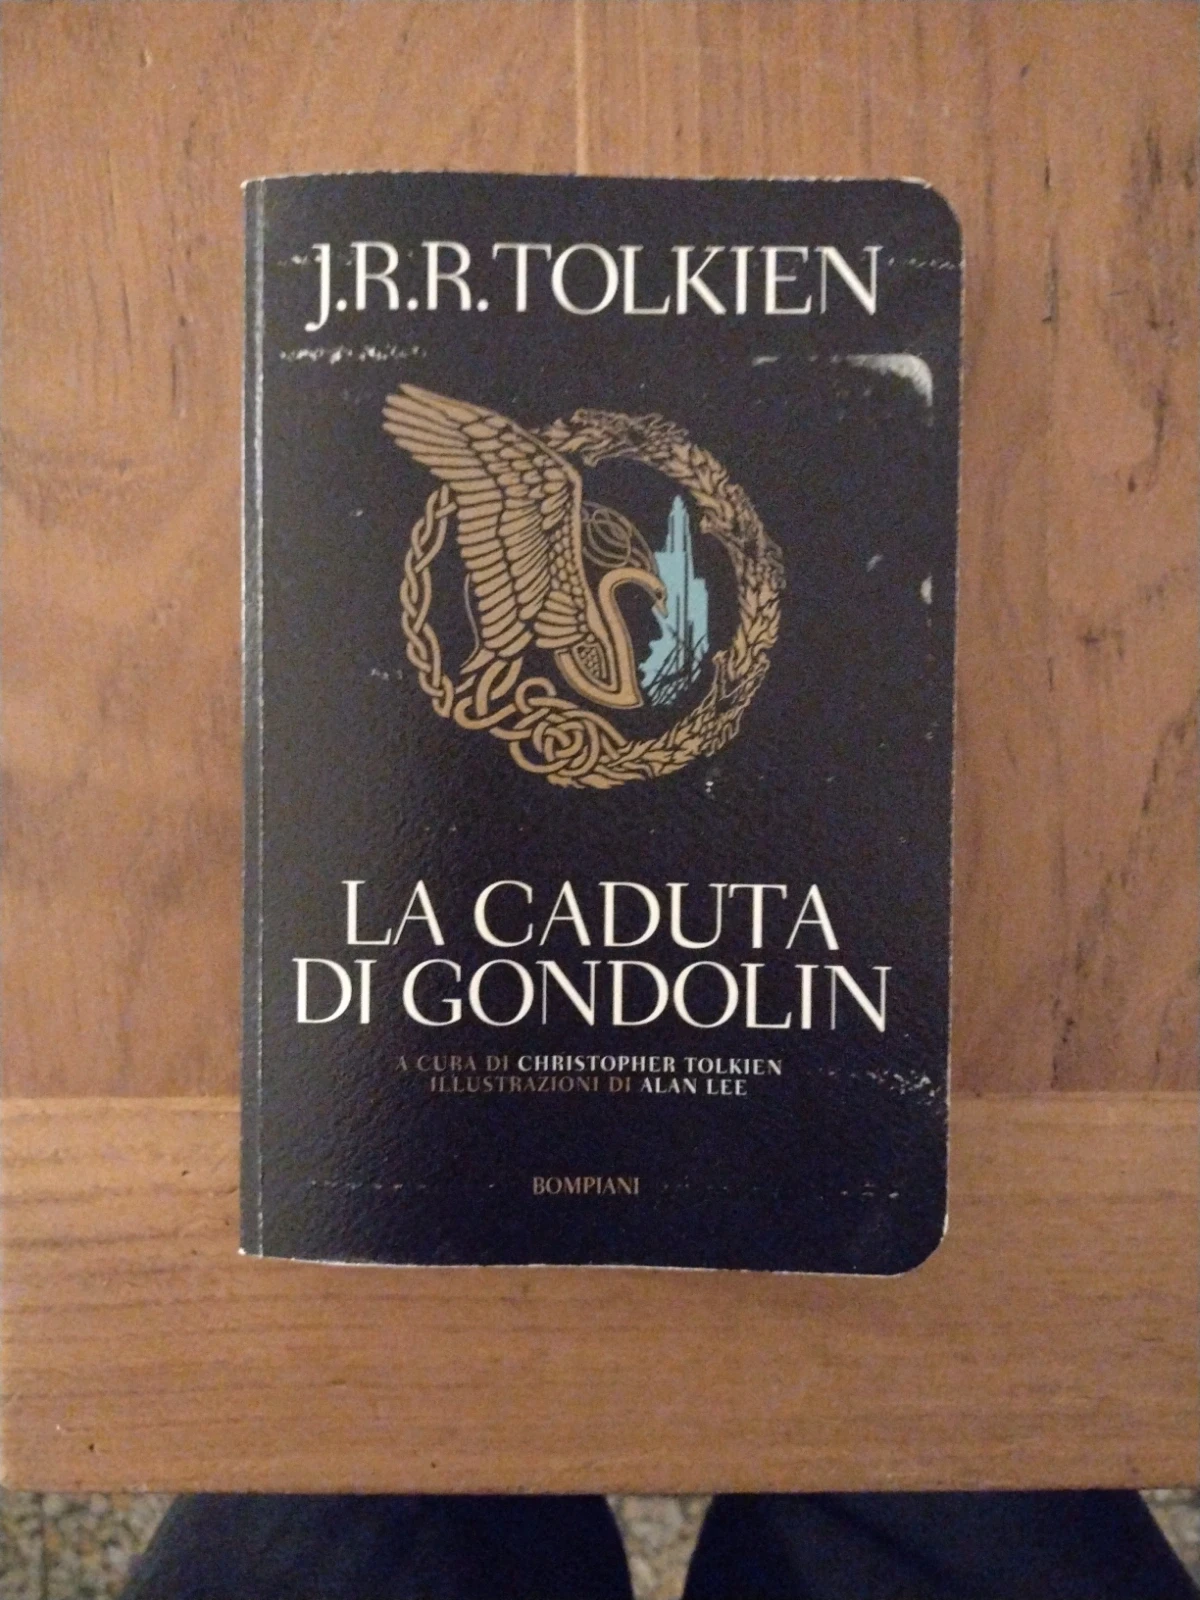 J.R.R. TOLKIEN
LA CADUTA
DI GONDOLIN
A CURA DI CHRISTOPHER TOLKIEN
ILLUSTRAZIONI DI ALAN LEE
BOMPIANI